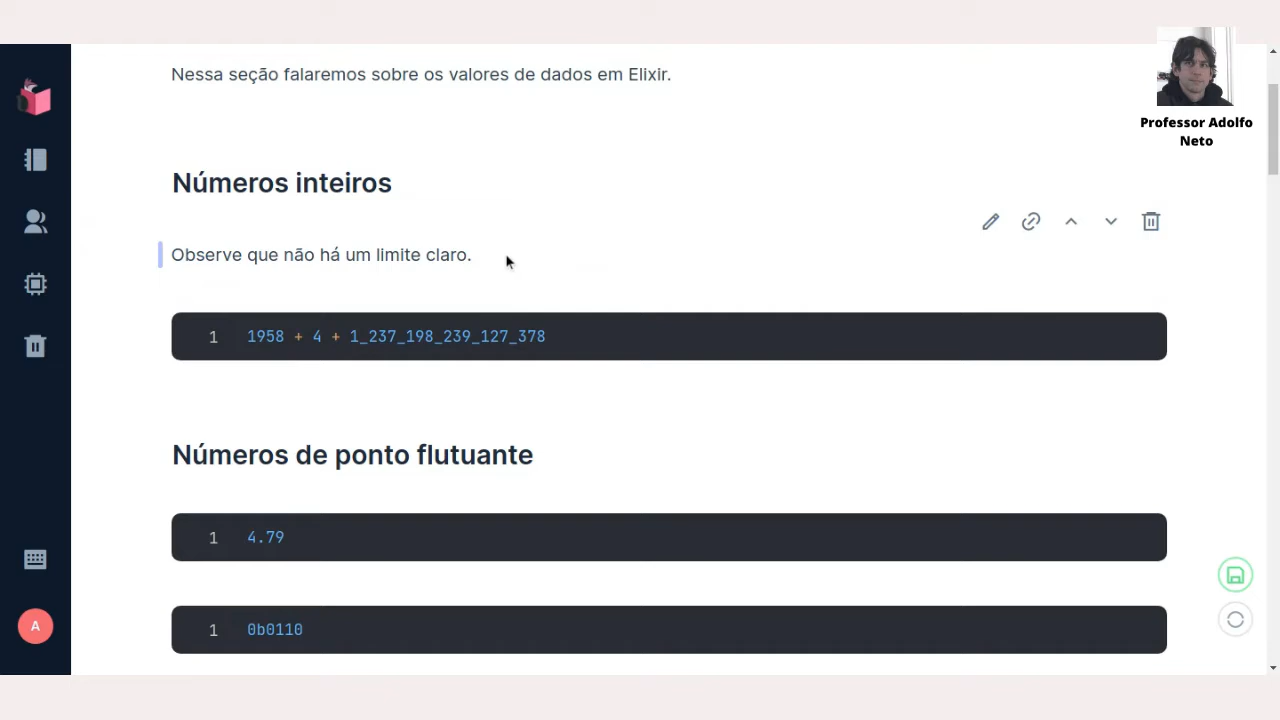 Nessa seção falaremos sobre os valores de dados em Elixir.
Professor Adolfo
Neto
Números inteiros
Observe que não há um limite claro.
1 1958 + 4 + 1_237_198_239_127_378
Números de ponto flutuante
1 4.79
1 0b0110
A